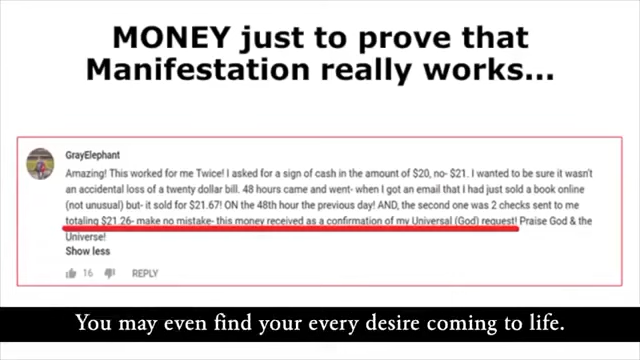 MONEY just to prove that
Manifestation really works...
GrayElephant
Amazing! This worked for me Twice! I asked for a sign of cash in the amount of $20, no- $21. I wanted to be sure it wasn't
an accidental loss of a twenty dollar bill. 48 hours came and went- when I got an email that I had just sold a book online
(not unusual) but- it sold for $21.67! ON the 48th hour the previous day! AND, the second one was 2 checks sent to me
totaling $21.26- make no mistake- this money received as a confirmation of my Universal (God) request! Praise God & the
Universe!
Show less
16 REPLY
You may even find your every desire coming to life.